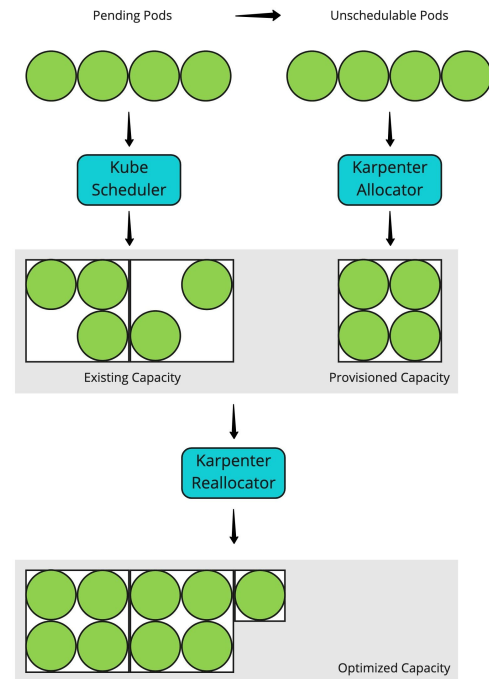 Pending Pods
Unschedulable Pods
Kube
Scheduler
Karpenter
Allocator
Existing Capacity
Provisioned Capacity
Karpenter
Reallocator
Optimized Capacity